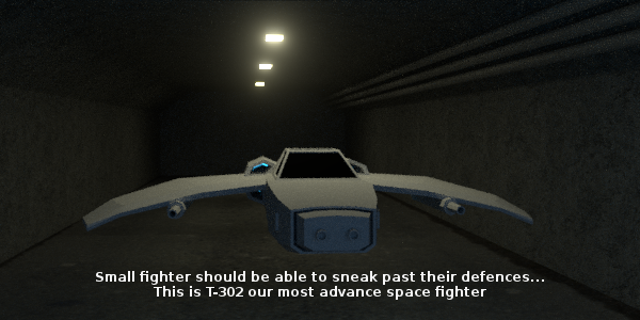 Small fighter should be able to sneak past their defences...
This is T-302 our most advance space fighter